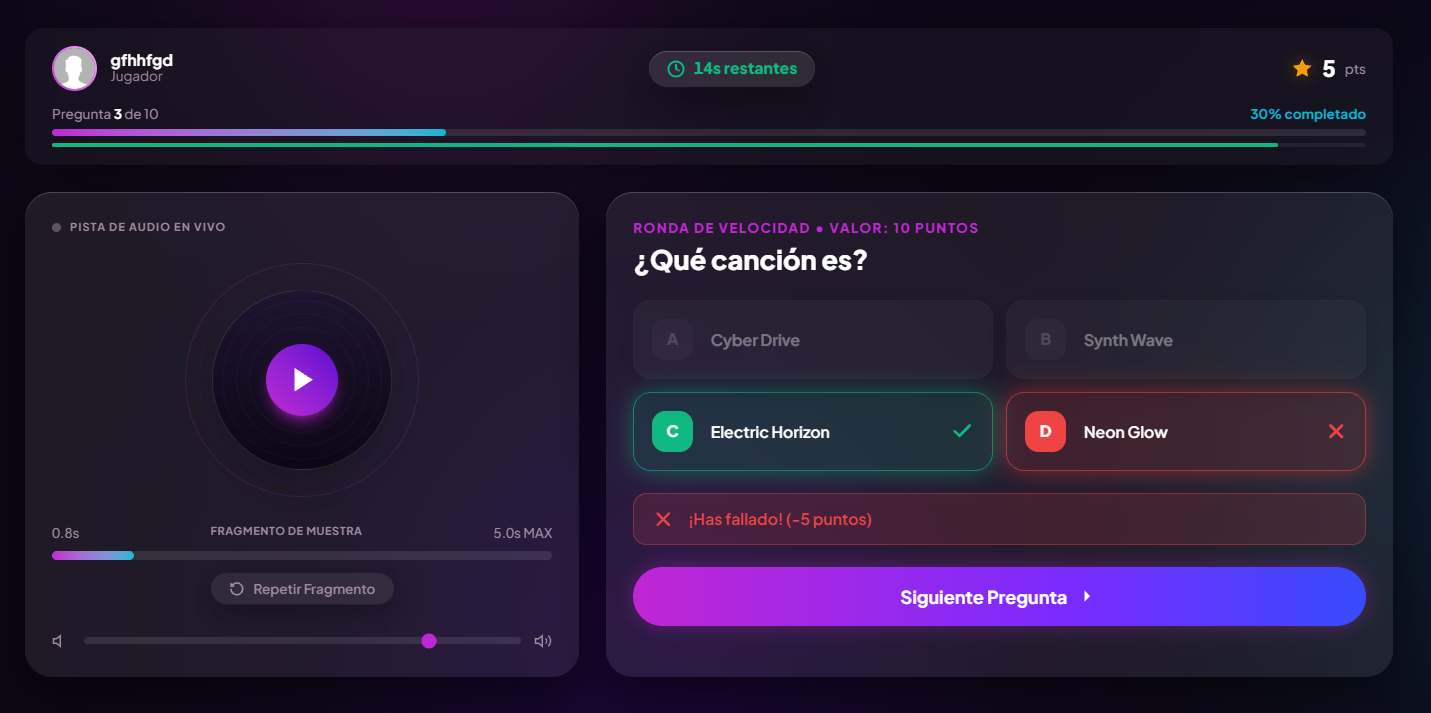 gfhhfgd
Jugador
14s restantes
5 pts
Pregunta 3 de 10
30% completado
PISTA DE AUDIO EN VIVO
0.8s
FRAGMENTO DE MUESTRA
5.0s MAX
Repetir Fragmento
RONDA DE VELOCIDAD • VALOR: 10 PUNTOS
¿Qué canción es?
A Cyber Drive
B Synth Wave
C Electric Horizon
D Neon Glow
¡Has fallado! (-5 puntos)
Siguiente Pregunta